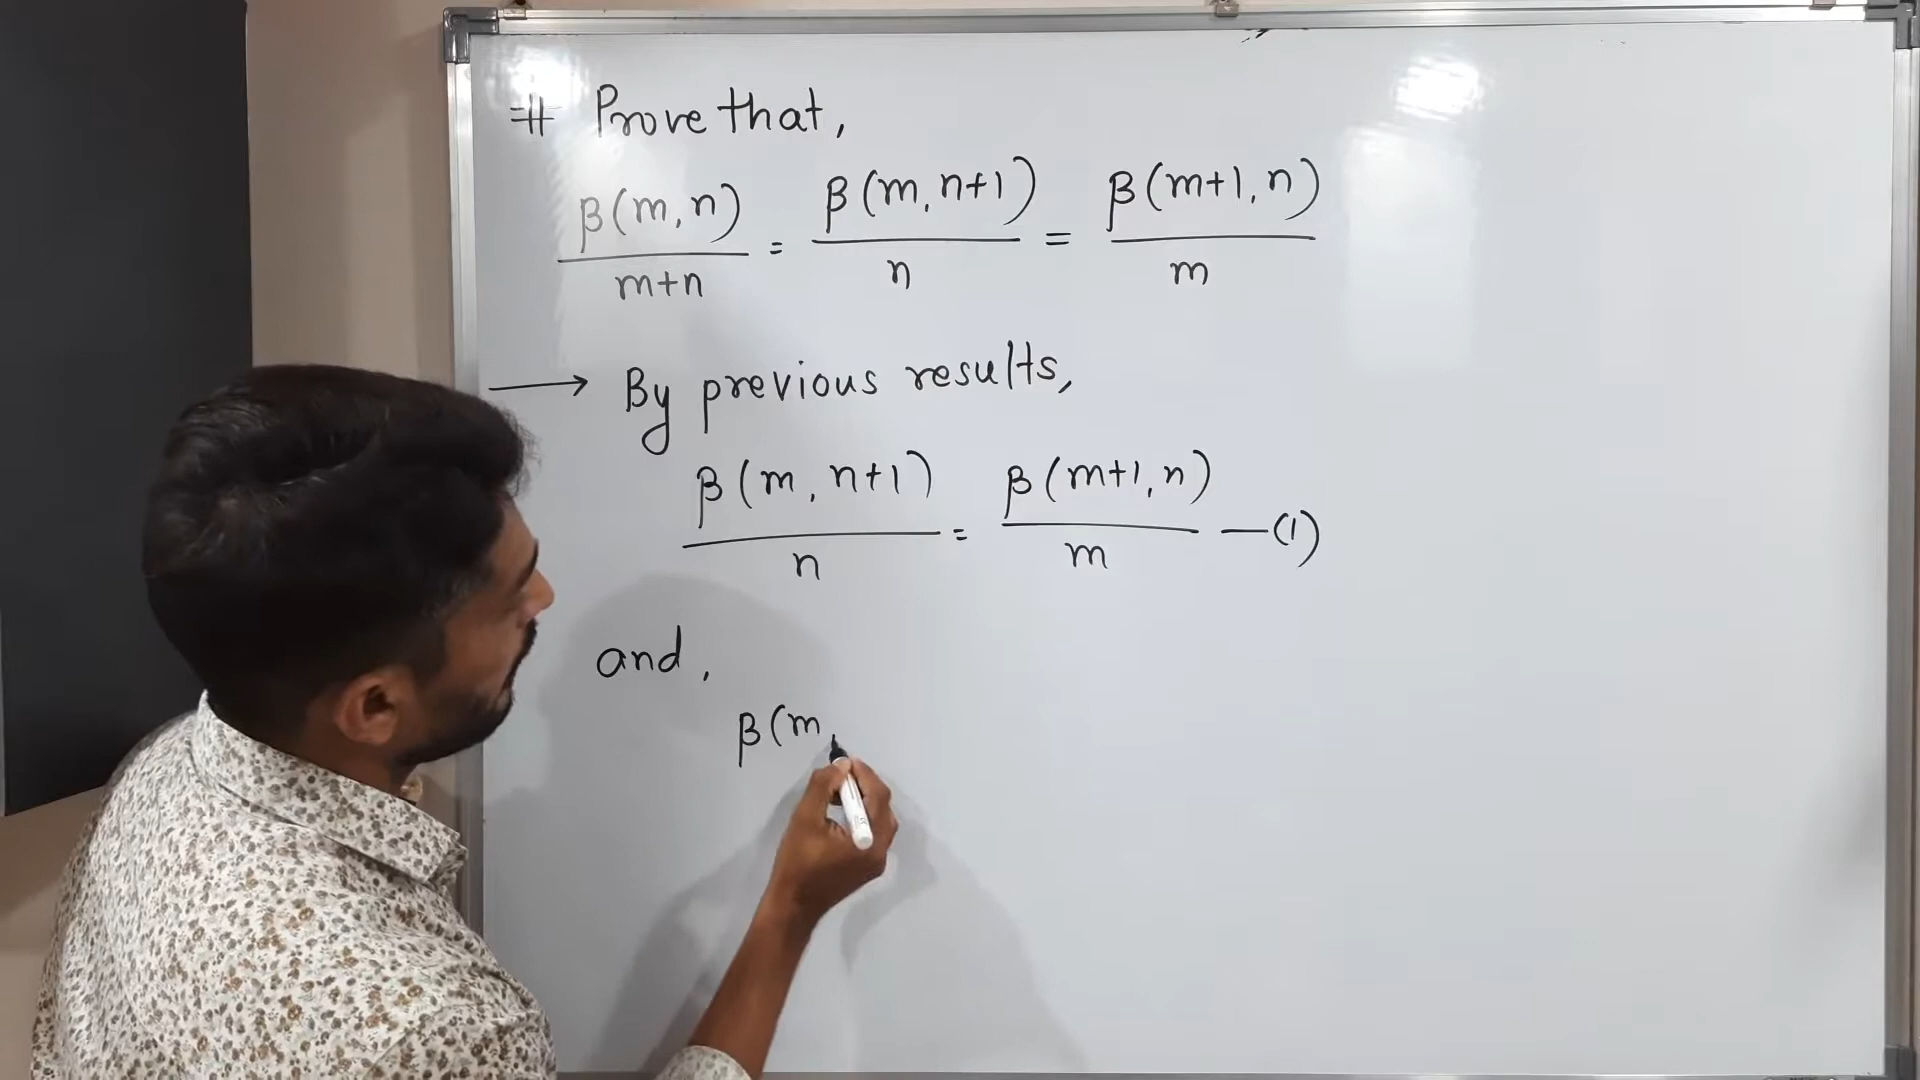 # Prove that,
β(m,n)/m+n = β(m,n+1)/n = β(m+1,n)/m
→ By previous results,
β(m,n+1)/n = β(m+1,n)/m —(1)
and,
β(m,